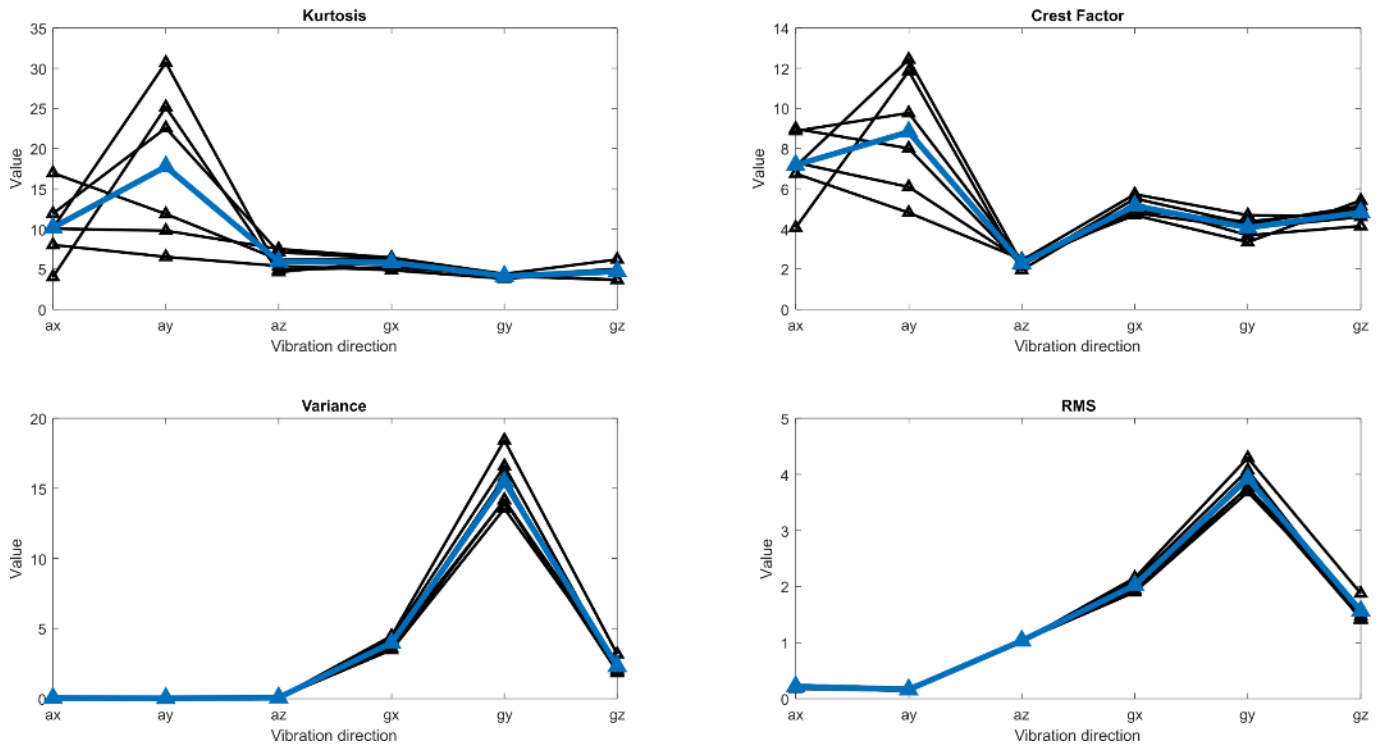 Kurtosis
35
30
25
20
15
10
5
0
Value
ax ay az gx gy gz
Vibration direction
Crest Factor
14
12
10
8
6
4
2
0
Value
ax ay az gx gy gz
Vibration direction
Variance
20
15
10
5
0
Value
ax ay az gx gy gz
Vibration direction
RMS
5
4
3
2
1
0
Value
ax ay az gx gy gz
Vibration direction